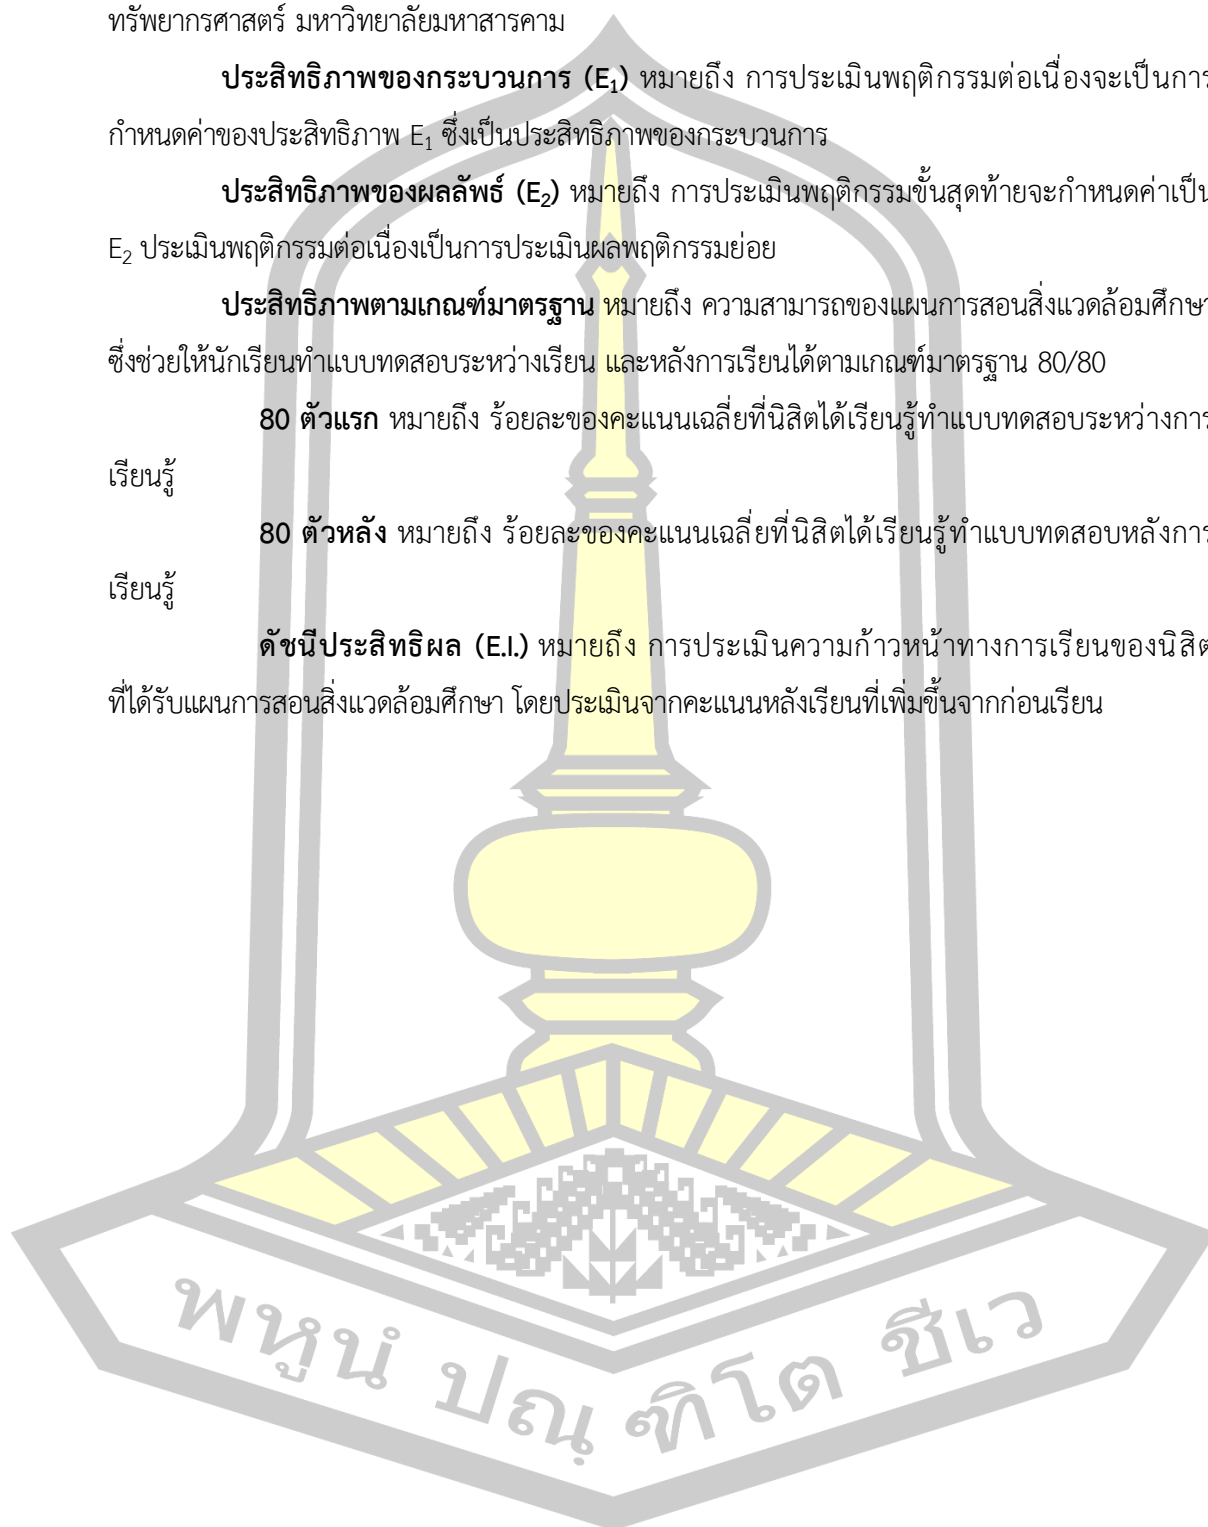 ทรัพยากรศาสตร์ มหาวิทยาลัยมหาสารคาม
ประสิทธิภาพของกระบวนการ (E1) หมายถึง การประเมินพฤติกรรมต่อเนื่องจะเป็นการ
กำหนดค่าของประสิทธิภาพ E1 ซึ่งเป็นประสิทธิภาพของกระบวนการ
ประสิทธิภาพของผลลัพธ์ (E2) หมายถึง การประเมินพฤติกรรมขั้นสุดท้ายจะกำหนดค่าเป็น
E2 ประเมินพฤติกรรมต่อเนื่องเป็นการประเมินผลพฤติกรรมย่อย
ประสิทธิภาพตามเกณฑ์มาตรฐาน หมายถึง ความสามารถของแผนการสอนสิ่งแวดล้อมศึกษา
ซึ่งช่วยให้นักเรียนทำแบบทดสอบระหว่างเรียน และหลังการเรียนได้ตามเกณฑ์มาตรฐาน 80/80
80 ตัวแรก หมายถึง ร้อยละของคะแนนเฉลี่ยที่นิสิตได้เรียนรู้ทำแบบทดสอบระหว่างการ
เรียนรู้
80 ตัวหลัง หมายถึง ร้อยละของคะแนนเฉลี่ยที่นิสิตได้เรียนรู้ทำแบบทดสอบหลังการ
เรียนรู้
ดัชนีประสิทธิผล (E.I.) หมายถึง การประเมินความก้าวหน้าทางการเรียนของนิสิต
ที่ได้รับแผนการสอนสิ่งแวดล้อมศึกษา โดยประเมินจากคะแนนหลังเรียนที่เพิ่มขึ้นจากก่อนเรียน
พหูนํ ปณฺฑิโต ชีเว